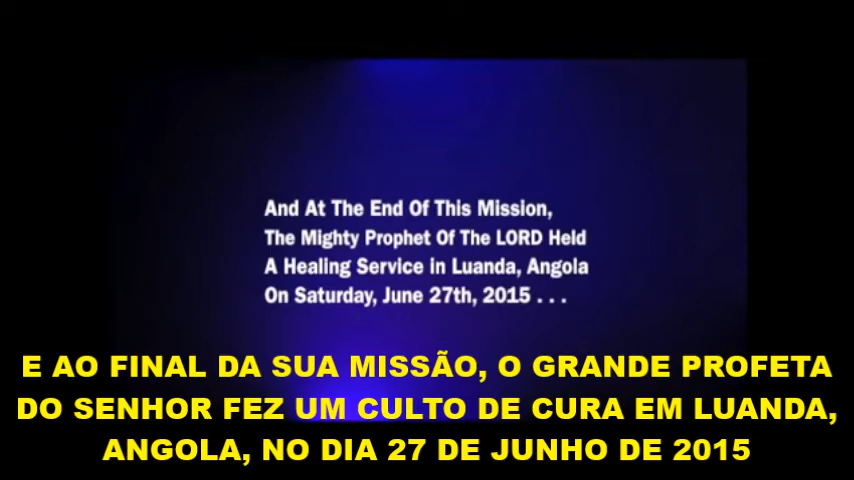 And At The End Of This Mission,
The Mighty Prophet Of The LORD Held
A Healing Service in Luanda, Angola
On Saturday, June 27th, 2015 . . .
E AO FINAL DA SUA MISSÃO, O GRANDE PROFETA
DO SENHOR FEZ UM CULTO DE CURA EM LUANDA,
ANGOLA, NO DIA 27 DE JUNHO DE 2015